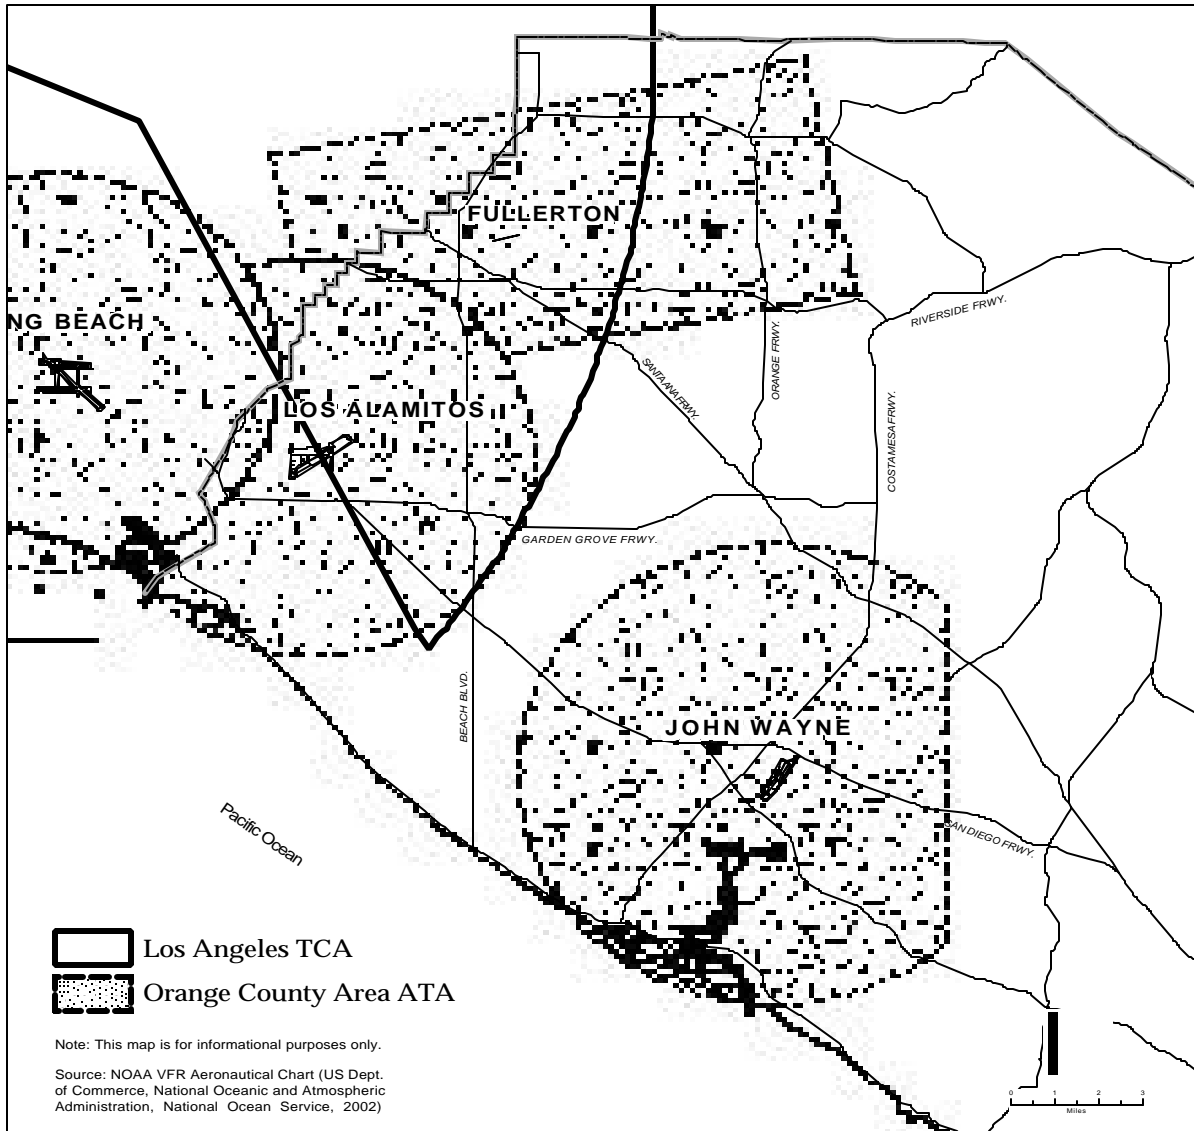 FULLERTON
NG BEACH
RIVERSIDE FRWY.
ORANGE FRWY.
SANTA ANA FRWY.
LOS ALAMITOS
COSTA MESA FRWY.
GARDEN GROVE FRWY.
BEACH BLVD.
JOHN WAYNE
Pacific Ocean
SAN DIEGO FRWY.
Los Angeles TCA
Orange County Area ATA
Note: This map is for informational purposes only.
Source: NOAA VFR Aeronautical Chart (US Dept.
of Commerce, National Oceanic and Atmospheric
Administration, National Ocean Service, 2002)
0 1 2 3
Miles